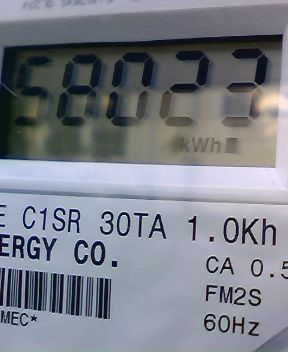 58023
kWh
E C1SR 30TA 1.0Kh
ERGY CO.
CA 0.5
FM2S
MEC*
60Hz